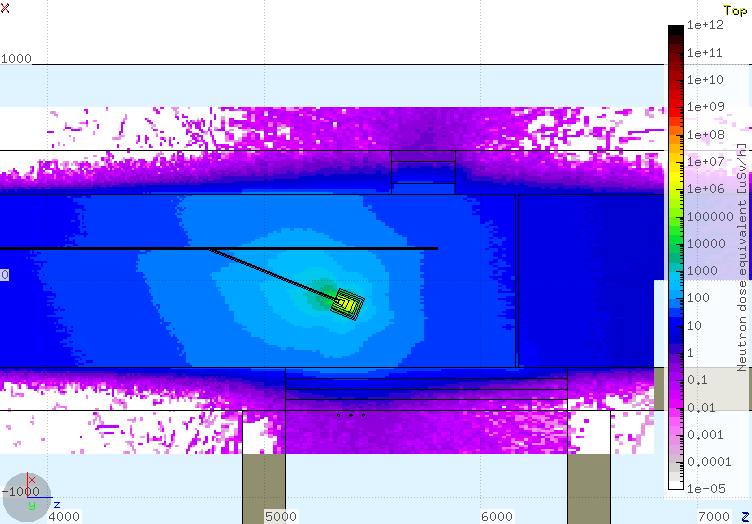 X
Top
1e+12
1000
1e+11
1e+10
1e+09
1e+08
1e+07
1e+06
100000
10000
0
1000
100
10
1
0.1
0.01
0.001
0.0001
1e-05
Neutron dose equivalent [uSv/h]
-1000
x
y
z
4000
5000
6000
7000
Z